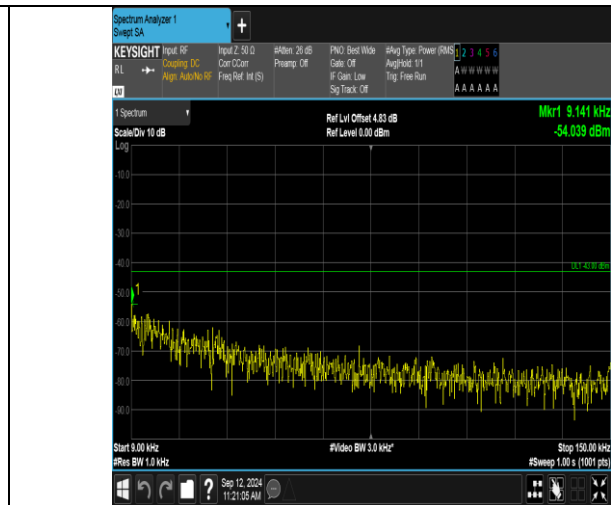 Spectrum Analyzer 1
Swept SA
+
KEYSIGHT
RL
Input: RF
Coupling: DC
Align: Auto/No RF
Input Z: 50 Ω
Corr CCorr
Freq Ref: Int (S)
#Atten: 26 dB
Preamp: Off
PNO: Best Wide
Gate: Off
IF Gain: Low
Sig Track: Off
#Avg Type: Power (RMS
Avg|Hold: 1/1
Trig: Free Run
1 2 3 4 5 6
A W W W W W
A A A A A A
1 Spectrum
Scale/Div 10 dB
Ref Lvl Offset 4.83 dB
Ref Level 0.00 dBm
Mkr1 9.141 kHz
-54.039 dBm
Log
-10.0
-20.0
-30.0
-40.0
DL1 -43.00 dBm
-50.0
1
-60.0
-70.0
-80.0
-90.0
Start 9.00 kHz
#Res BW 1.0 kHz
#Video BW 3.0 kHz*
Stop 150.00 kHz
#Sweep 1.00 s (1001 pts)
?
Sep 12, 2024
11:21:05 AM